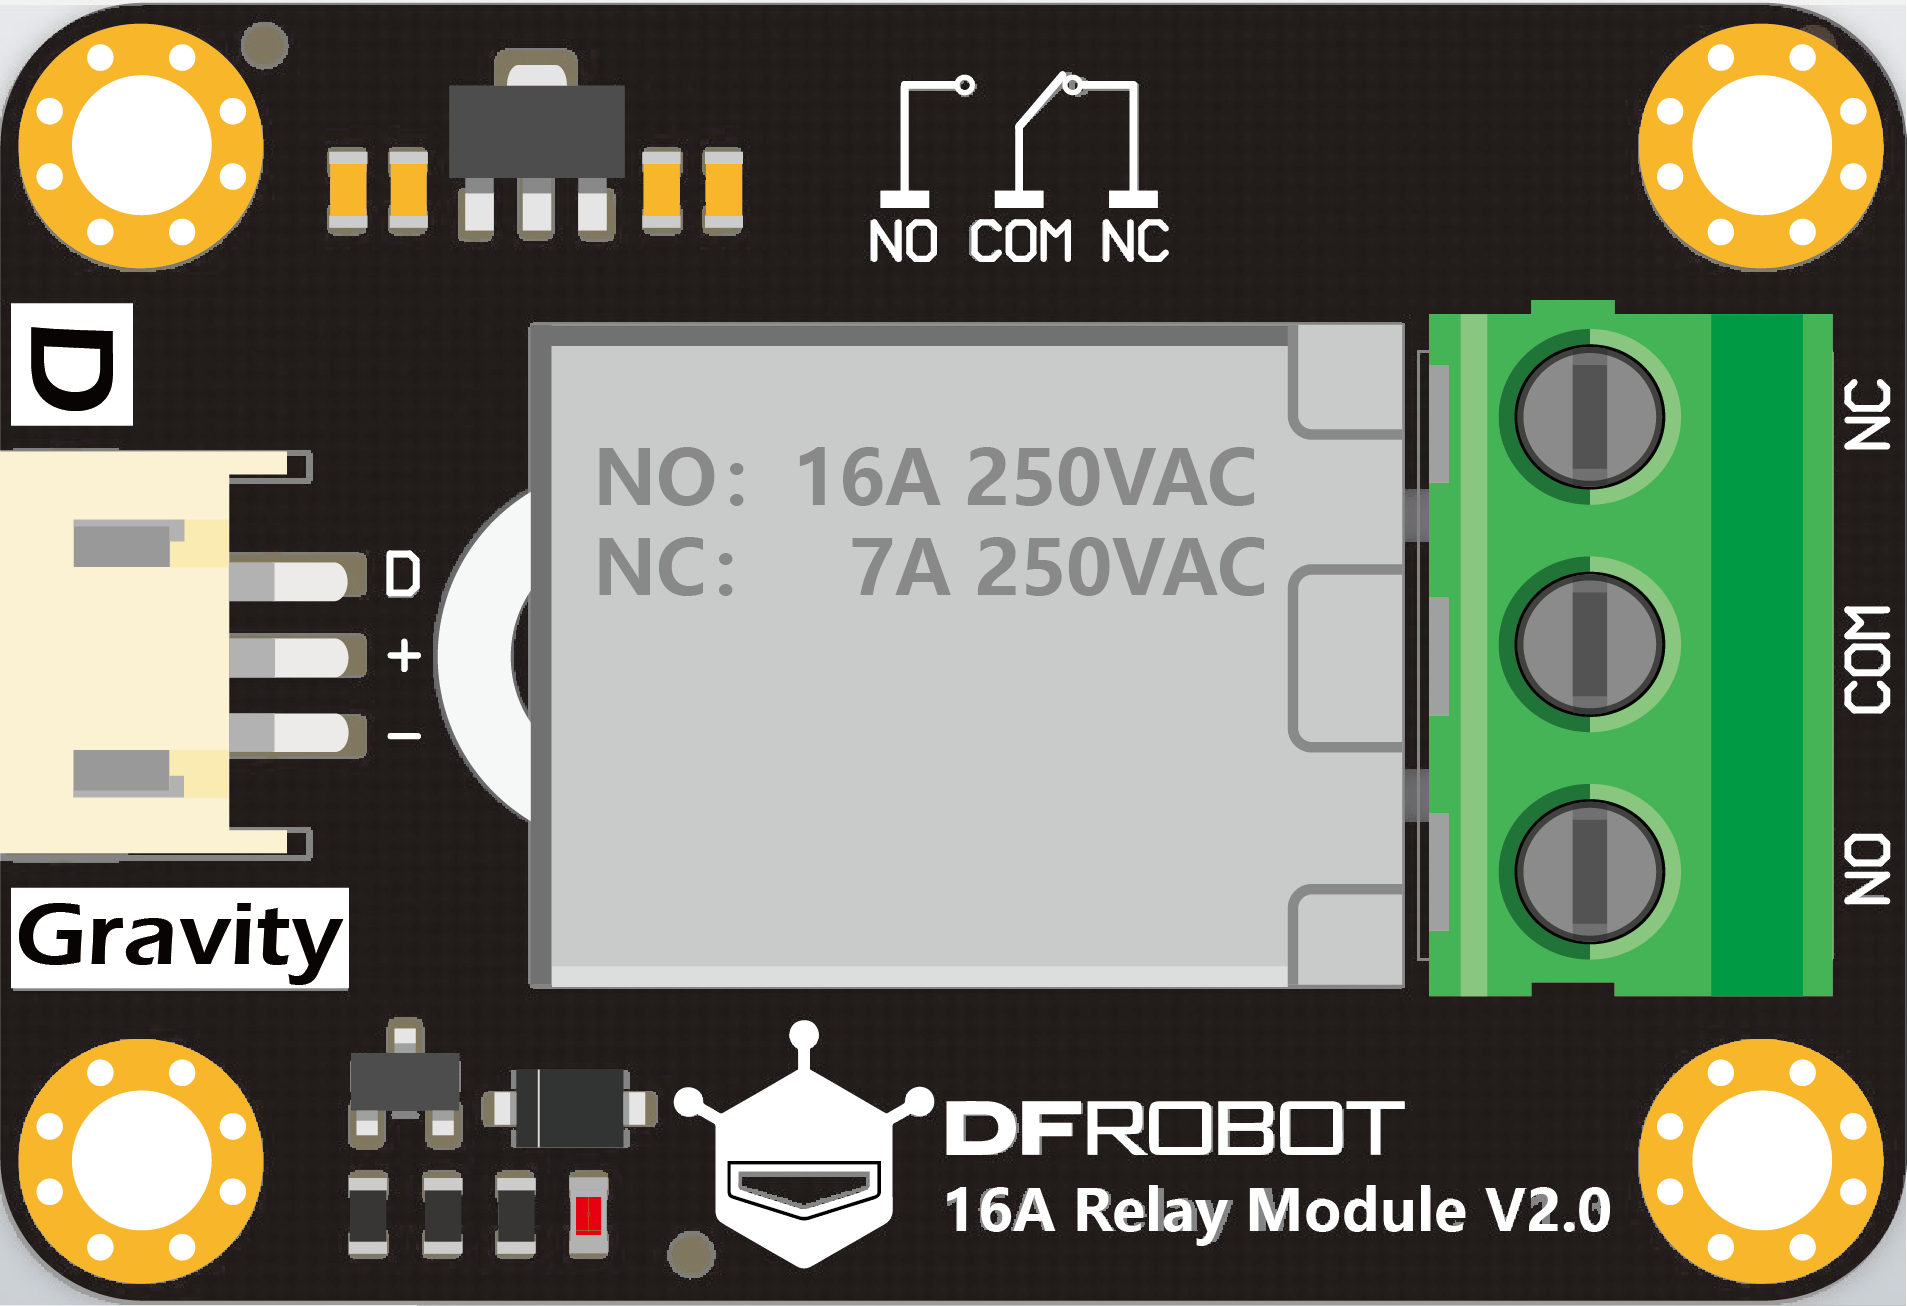 NO COM NC
D
NC
NO: 16A 250VAC
NC: 7A 250VAC
D
+
−
COM
NO
Gravity
DFROBOT
16A Relay Module V2.0